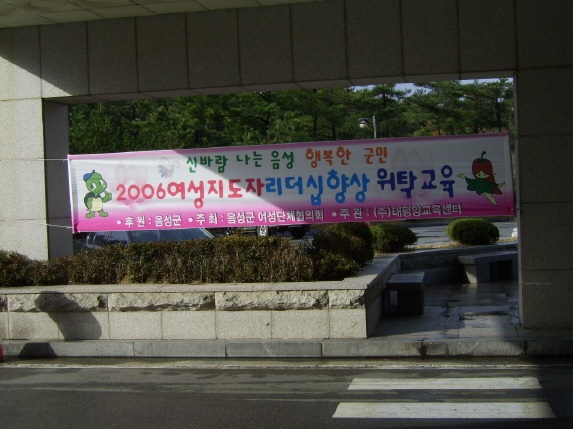 신바람 나는 음성 행복한 군민
2006여성지도자리더십향상 위탁교육
• 후원 : 음성군 • 주최 : 음성군 여성단체협의회 • 주관 : (주)태평양교육센터